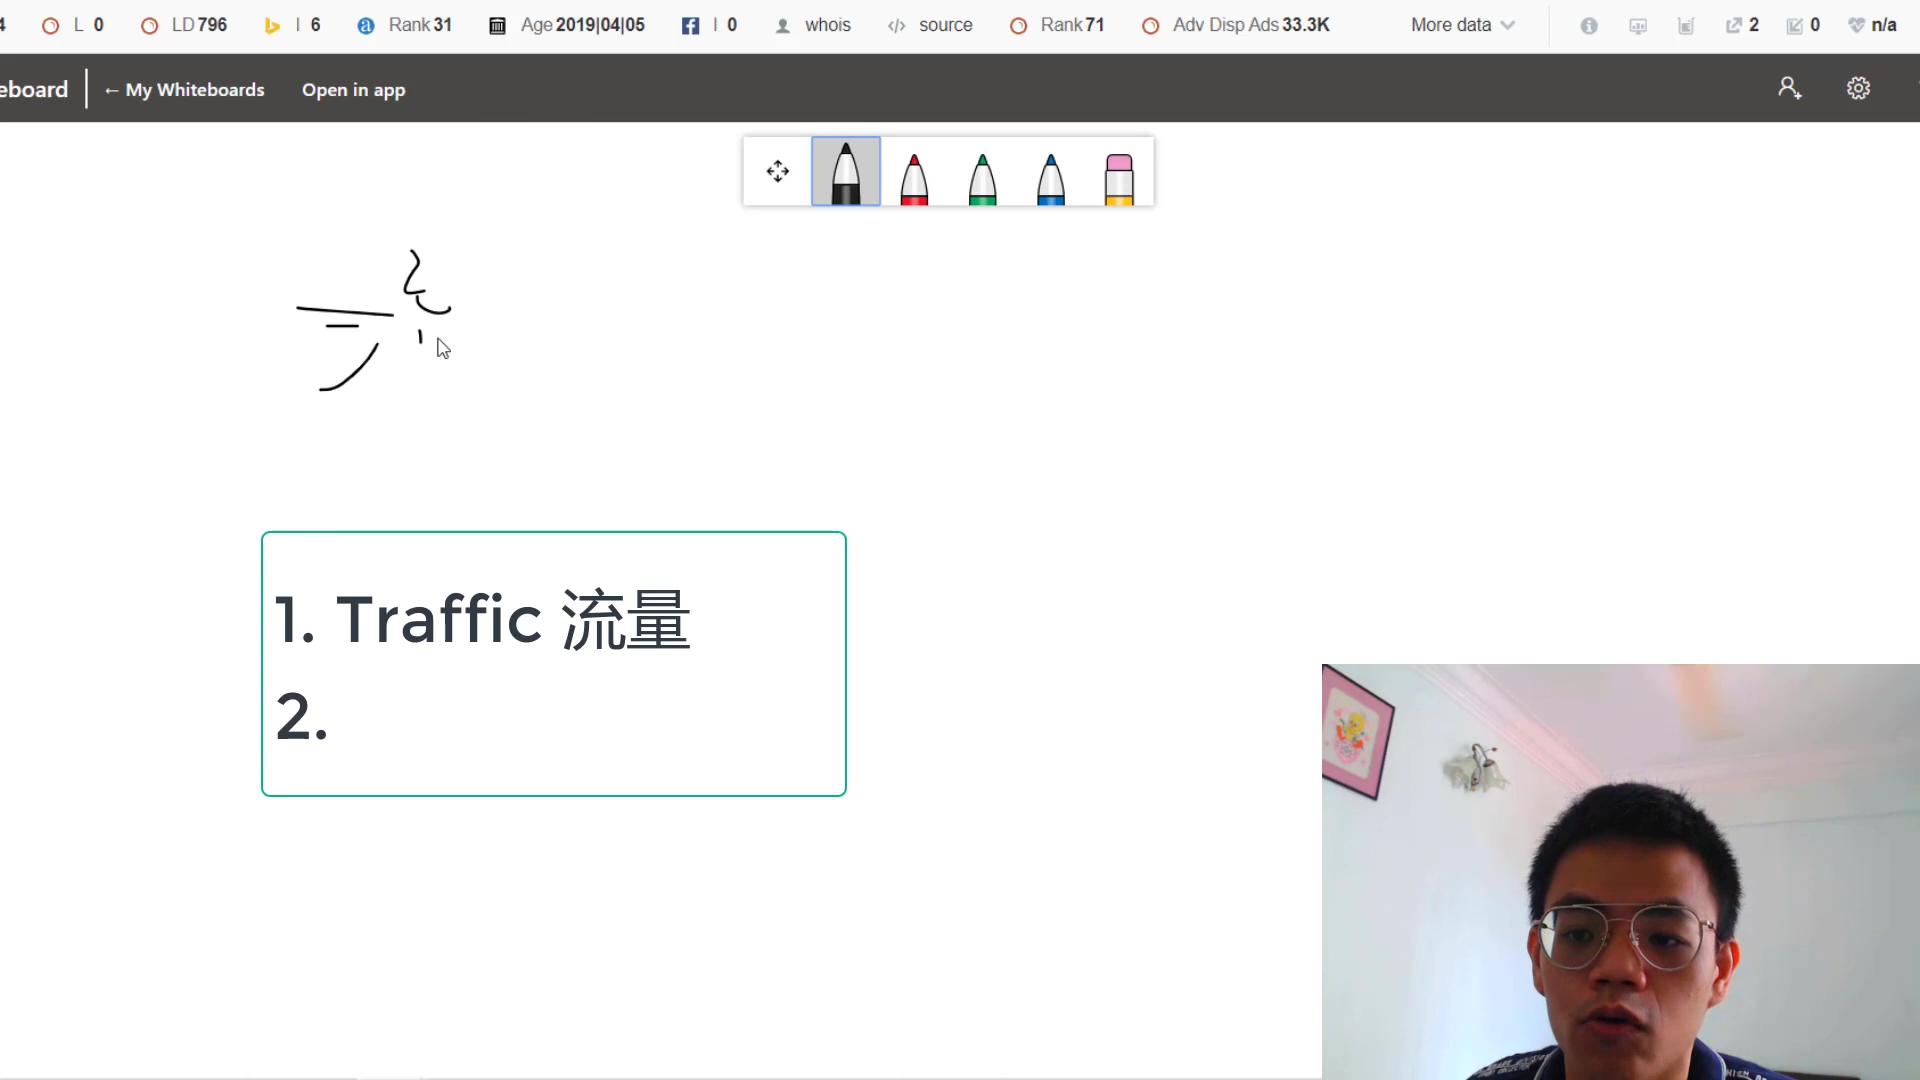 4 L 0 LD 796 I 6 Rank 31 Age 2019|04|05 I 0 whois </> source Rank 71 Adv Disp Ads 33.3K More data 2 0 n/a
eboard ← My Whiteboards Open in app
1. Traffic 流量
2.